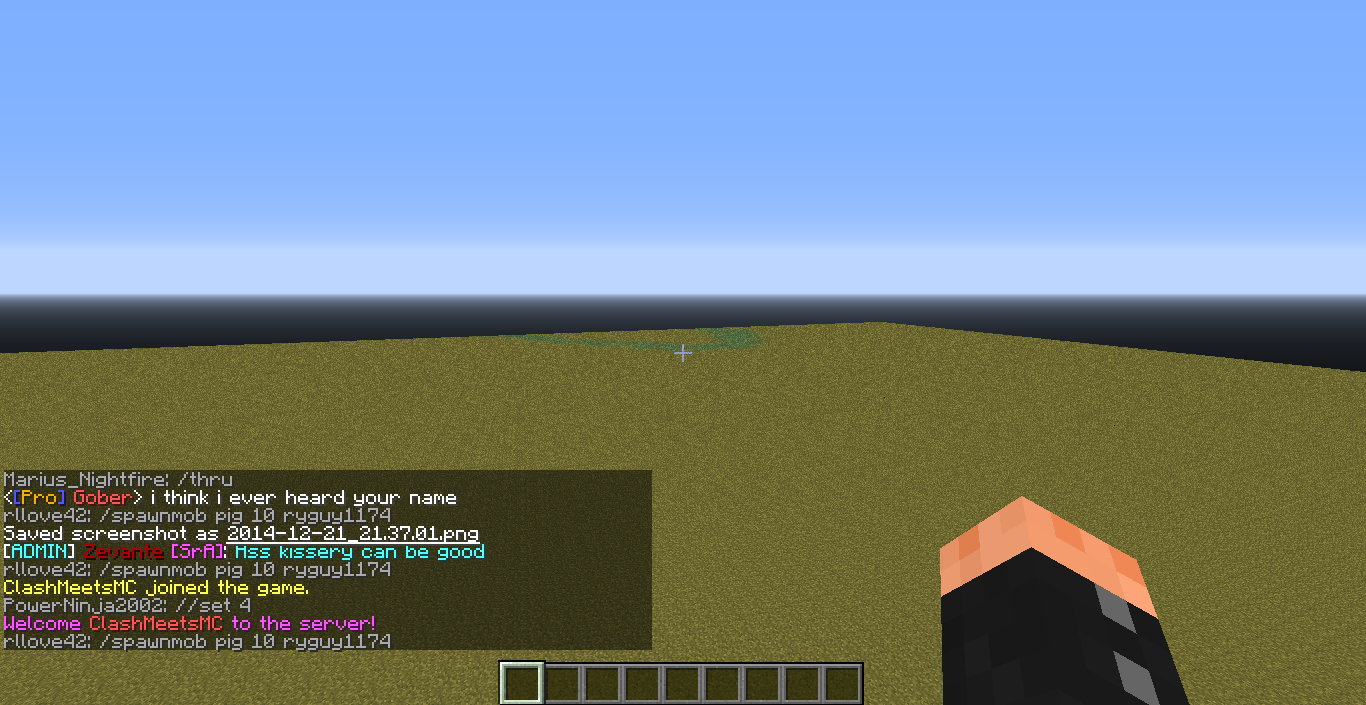 Marius_Nightfire: /thru
<[Pro] Gober> i think i ever heard your name
rllove42: /spawnmob pig 10 ryguy1174
Saved screenshot as 2014-12-21_21.37.01.png
[ADMIN] Zevante [SrA]: Ass kissery can be good
rllove42: /spawnmob pig 10 ryguy1174
ClashMeetsMC joined the game.
PowerNinja2002: //set 4
Welcome ClashMeetsMC to the server!
rllove42: /spawnmob pig 10 ryguy1174